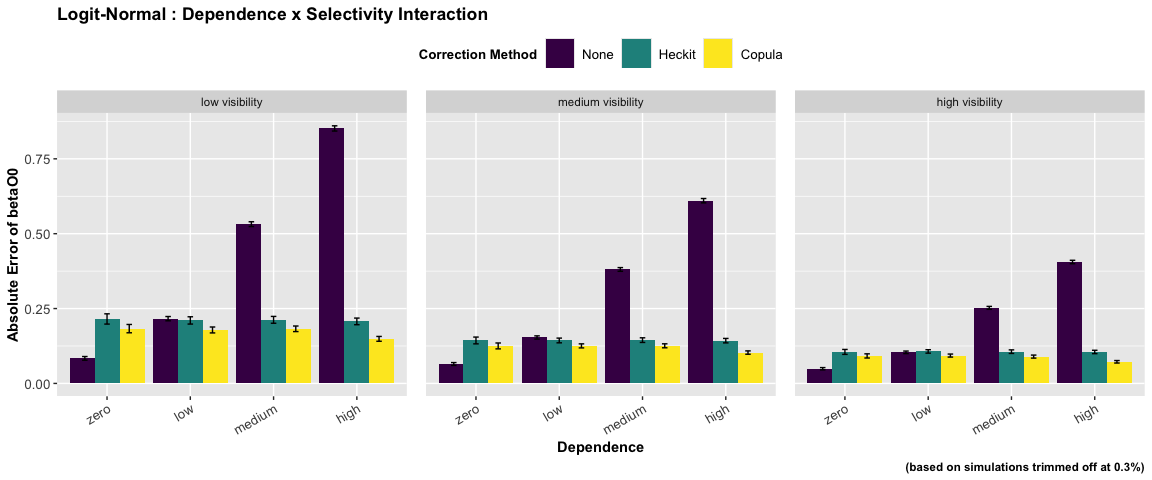 Logit-Normal : Dependence x Selectivity Interaction
Correction Method None Heckit Copula
low visibility medium visibility high visibility
Absolute Error of betaO0
0.75
0.50
0.25
0.00
zero low medium high zero low medium high zero low medium high
Dependence
(based on simulations trimmed off at 0.3%)